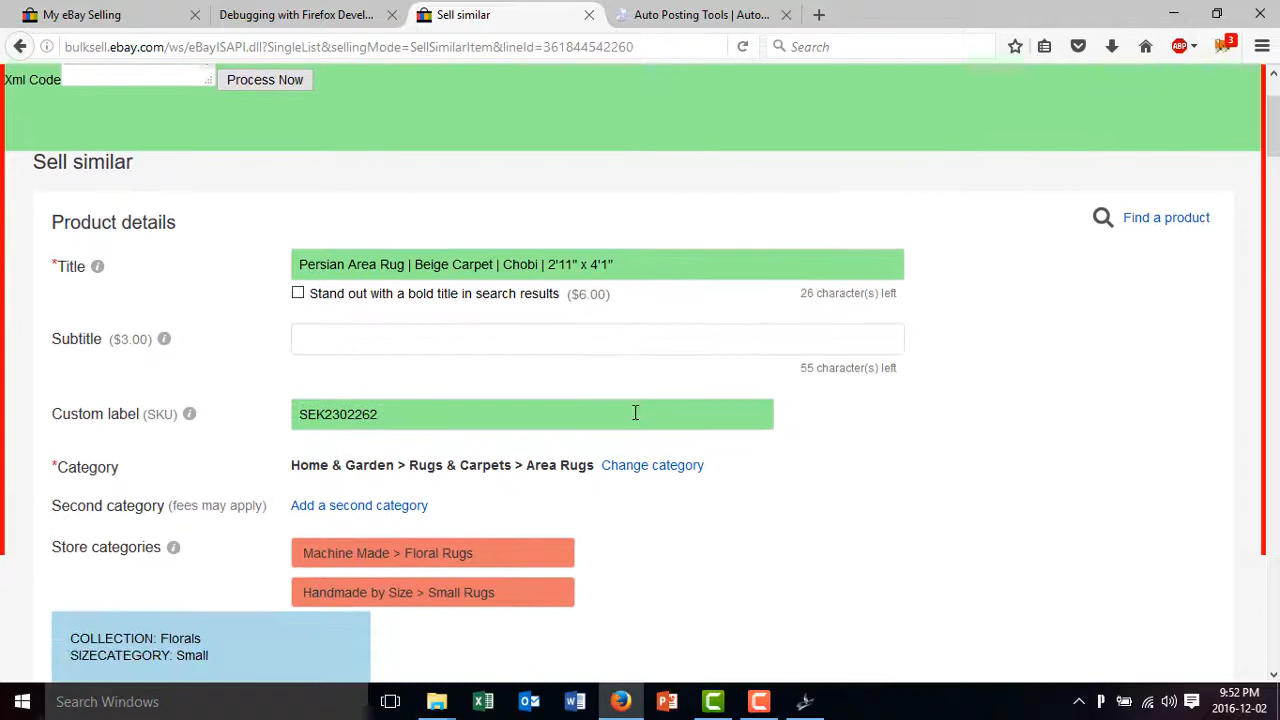 My eBay Selling × Debugging with Firefox Devel... × Sell similar × Auto Posting Tools | Auto... × +
bulksell.ebay.com/ws/eBayISAPI.dll?SingleList&sellingMode=SellSimilarItem&lineId=361844542260 Search ABP 3
Xml Code Process Now
Sell similar
Product details Find a product
*Title Persian Area Rug | Beige Carpet | Chobi | 2'11" x 4'1"
Stand out with a bold title in search results ($6.00) 26 character(s) left
Subtitle ($3.00)
55 character(s) left
Custom label (SKU) SEK2302262
*Category Home & Garden > Rugs & Carpets > Area Rugs Change category
Second category (fees may apply) Add a second category
Store categories Machine Made > Floral Rugs
Handmade by Size > Small Rugs
COLLECTION: Florals
SIZECATEGORY: Small
Search Windows 9:52 PM
2016-12-02